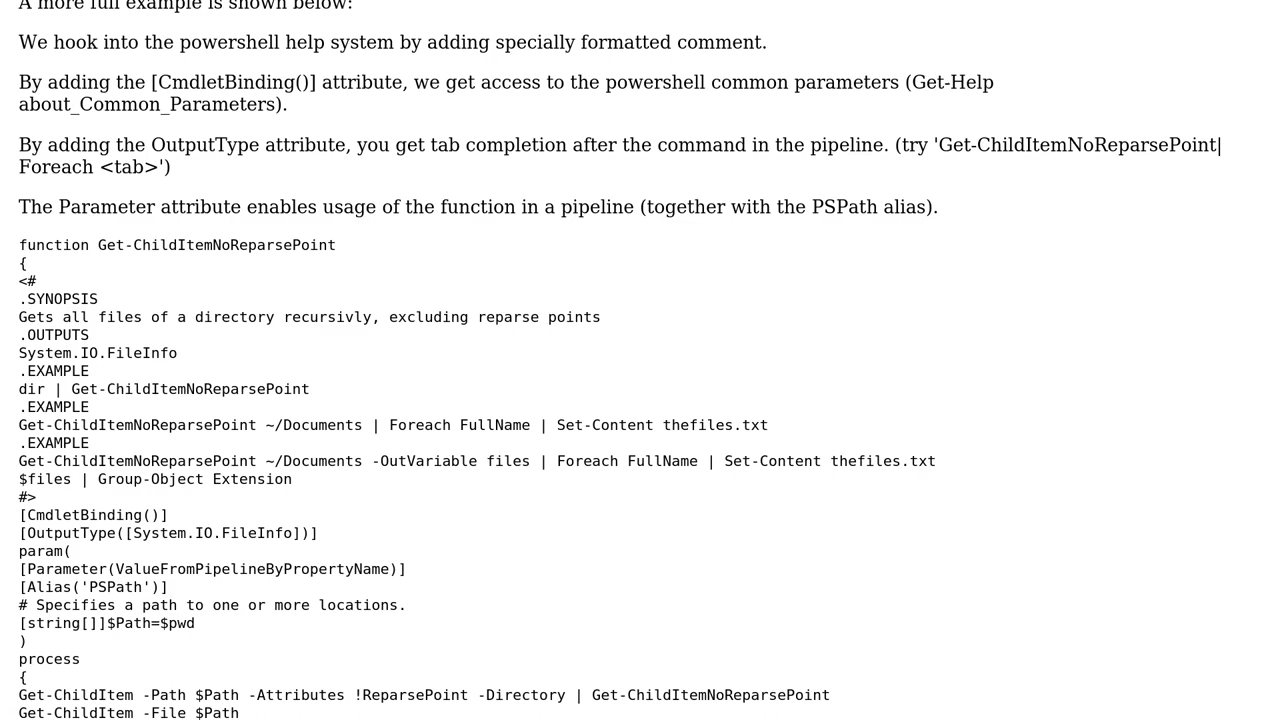 A more full example is shown below:
We hook into the powershell help system by adding specially formatted comment.
By adding the [CmdletBinding()] attribute, we get access to the powershell common parameters (Get-Help
about_Common_Parameters).
By adding the OutputType attribute, you get tab completion after the command in the pipeline. (try 'Get-ChildItemNoReparsePoint|
Foreach <tab>')
The Parameter attribute enables usage of the function in a pipeline (together with the PSPath alias).
function Get-ChildItemNoReparsePoint
{
<#
.SYNOPSIS
Gets all files of a directory recursivly, excluding reparse points
.OUTPUTS
System.IO.FileInfo
.EXAMPLE
dir | Get-ChildItemNoReparsePoint
.EXAMPLE
Get-ChildItemNoReparsePoint ~/Documents | Foreach FullName | Set-Content thefiles.txt
.EXAMPLE
Get-ChildItemNoReparsePoint ~/Documents -OutVariable files | Foreach FullName | Set-Content thefiles.txt
$files | Group-Object Extension
#>
[CmdletBinding()]
[OutputType([System.IO.FileInfo])]
param(
[Parameter(ValueFromPipelineByPropertyName)]
[Alias('PSPath')]
# Specifies a path to one or more locations.
[string[]]$Path=$pwd
)
process
{
Get-ChildItem -Path $Path -Attributes !ReparsePoint -Directory | Get-ChildItemNoReparsePoint
Get-ChildItem -File $Path